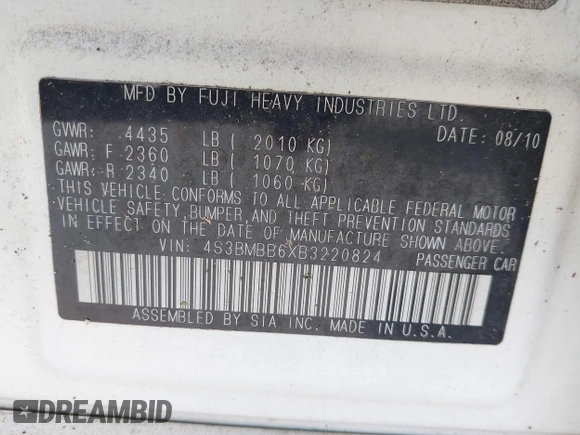 MFD BY FUJI HEAVY INDUSTRIES LTD.
DATE: 08/10
GVWR: 4435 LB ( 2010 KG)
GAWR: F 2360 LB ( 1070 KG)
GAWR: R 2340 LB ( 1060 KG)
THIS VEHICLE CONFORMS TO ALL APPLICABLE FEDERAL MOTOR
VEHICLE SAFETY, BUMPER, AND THEFT PREVENTION STANDARDS
IN EFFECT ON THE DATE OF MANUFACTURE SHOWN ABOVE.
VIN: 4S3BMBB6XB3220824 PASSENGER CAR
ASSEMBLED BY SIA INC. MADE IN U.S.A.
DREAMBID